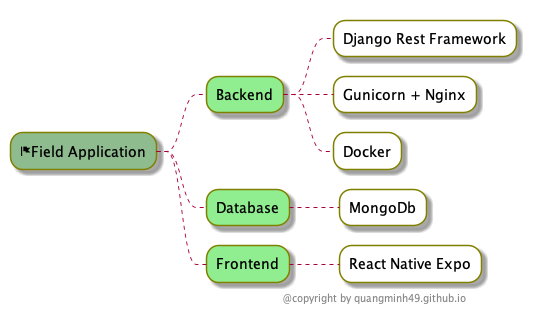 Field Application
Backend
Django Rest Framework
Gunicorn + Nginx
Docker
Database
MongoDb
Frontend
React Native Expo
@copyright by quangminh49.github.io